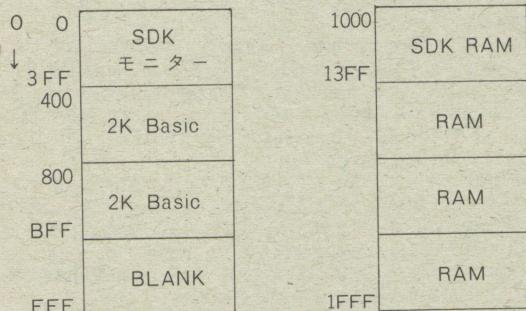 0 0
SDK
モニター
↓
3FF
400
2K Basic
800
2K Basic
BFF
BLANK
FFF
1000
SDK RAM
13FF
RAM
RAM
RAM
1FFF